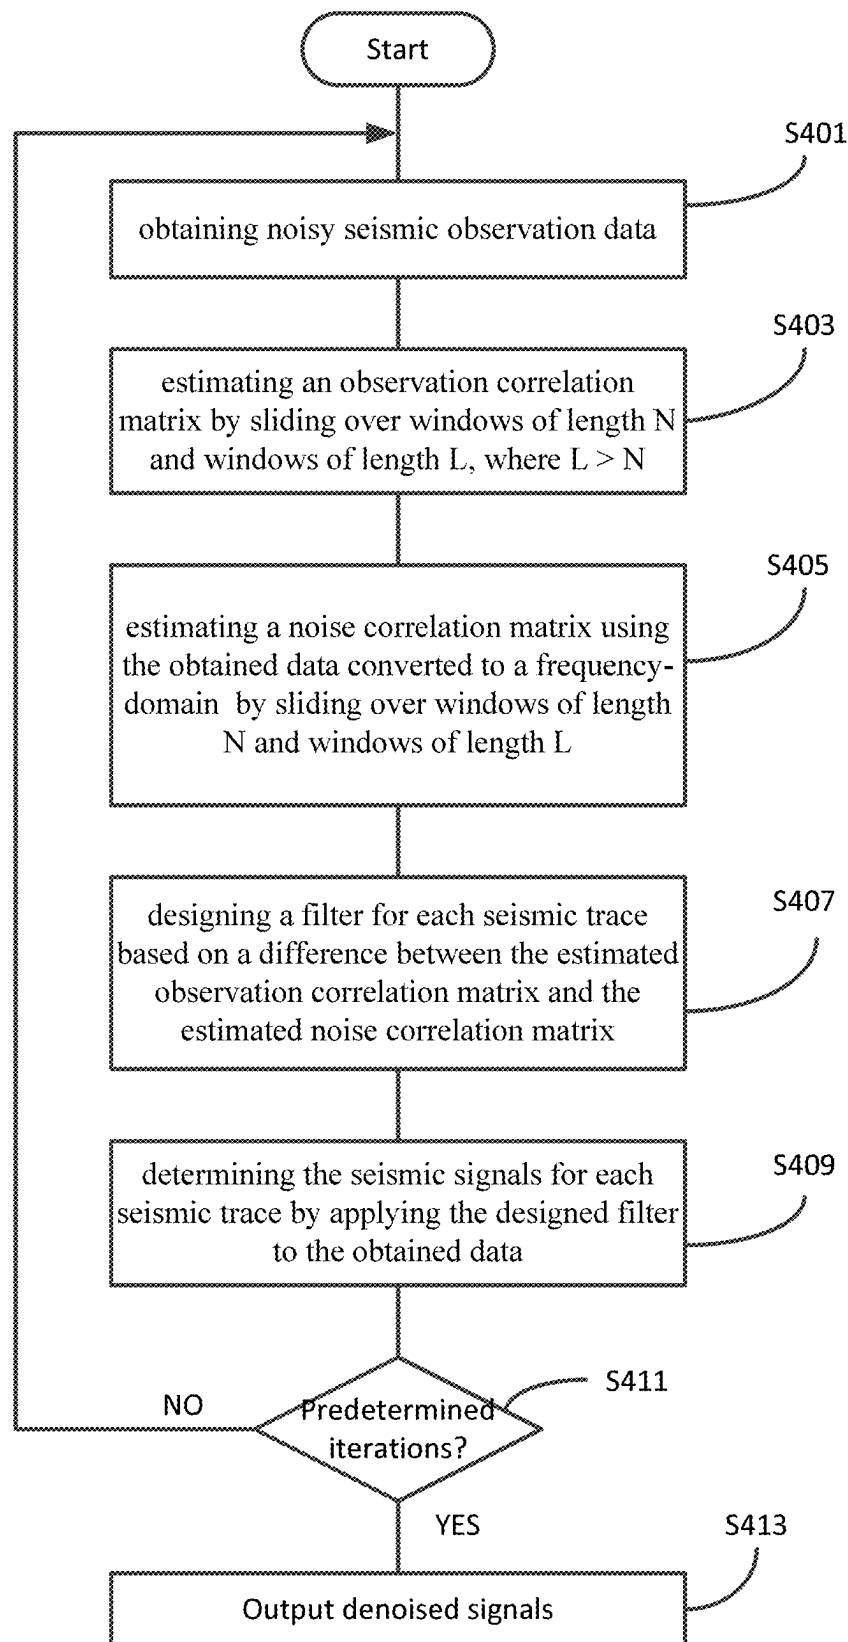 Start
S401
obtaining noisy seismic observation data
S403
estimating an observation correlation
matrix by sliding over windows of length N
and windows of length L, where L > N
S405
estimating a noise correlation matrix using
the obtained data converted to a frequency-
domain by sliding over windows of length
N and windows of length L
S407
designing a filter for each seismic trace
based on a difference between the estimated
observation correlation matrix and the
estimated noise correlation matrix
S409
determining the seismic signals for each
seismic trace by applying the designed filter
to the obtained data
S411
NO
Predetermined
iterations?
YES
S413
Output denoised signals